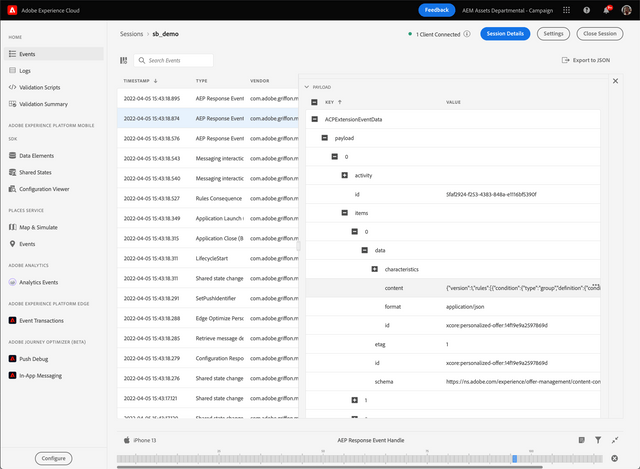 Adobe Experience Cloud
Feedback
AEM Assets Departmental - Campaign
HOME
Events
Logs
Validation Scripts
Validation Summary
ADOBE EXPERIENCE PLATFORM MOBILE
SDK
Data Elements
Shared States
Configuration Viewer
PLACES SERVICE
Map & Simulate
Events
ADOBE ANALYTICS
Analytics Events
ADOBE EXPERIENCE PLATFORM EDGE
Event Transactions
ADOBE JOURNEY OPTIMIZER (BETA)
Push Debug
In-App Messaging
Configure
Sessions > sb_demo
1 Client Connected
Session Details
Settings
Close Session
Search Events
Export to JSON
TIMESTAMP TYPE VENDOR
2022-04-05 15:43:18.895 AEP Response Event com.adobe.griffon.m
2022-04-05 15:43:18.874 AEP Response Event com.adobe.griffon.m
2022-04-05 15:43:18.576 AEP Response Event com.adobe.griffon.m
2022-04-05 15:43:18.543 Messaging interactio com.adobe.griffon.m
2022-04-05 15:43:18.540 Messaging interactio com.adobe.griffon.m
2022-04-05 15:43:18.527 Rules Consequence com.adobe.griffon.m
2022-04-05 15:43:18.349 Application Launch com.adobe.griffon.m
2022-04-05 15:43:18.315 Application Close (B com.adobe.griffon.m
2022-04-05 15:43:18.311 LifecycleStart com.adobe.griffon.m
2022-04-05 15:43:18.311 Shared state change com.adobe.griffon.m
2022-04-05 15:43:18.291 SetPushIdentifier com.adobe.griffon.m
2022-04-05 15:43:18.288 Edge Optimize Pers com.adobe.griffon.m
2022-04-05 15:43:18.285 Retrieve message de com.adobe.griffon.m
2022-04-05 15:43:18.279 Configuration Respo com.adobe.griffon.m
2022-04-05 15:43:18.276 Shared state change com.adobe.griffon.m
2022-04-05 15:43:17.121 Shared state change com.adobe.griffon.m
PAYLOAD
KEY VALUE
ACPExtensionEventData
payload
0
activity
id 5faf2924-f253-4383-848a-e1116bf5390f
items
0
data
characteristics
content {"version":1,"rules":[{"condition":{"type":"group","definition":{"condi
format application/json
id xcore:personalized-offer:14f19e9a2597869d
etag 1
id xcore:personalized-offer:14f19e9a2597869d
schema https://ns.adobe.com/experience/offer-management/content-con
1
iPhone 13
AEP Response Event Handle